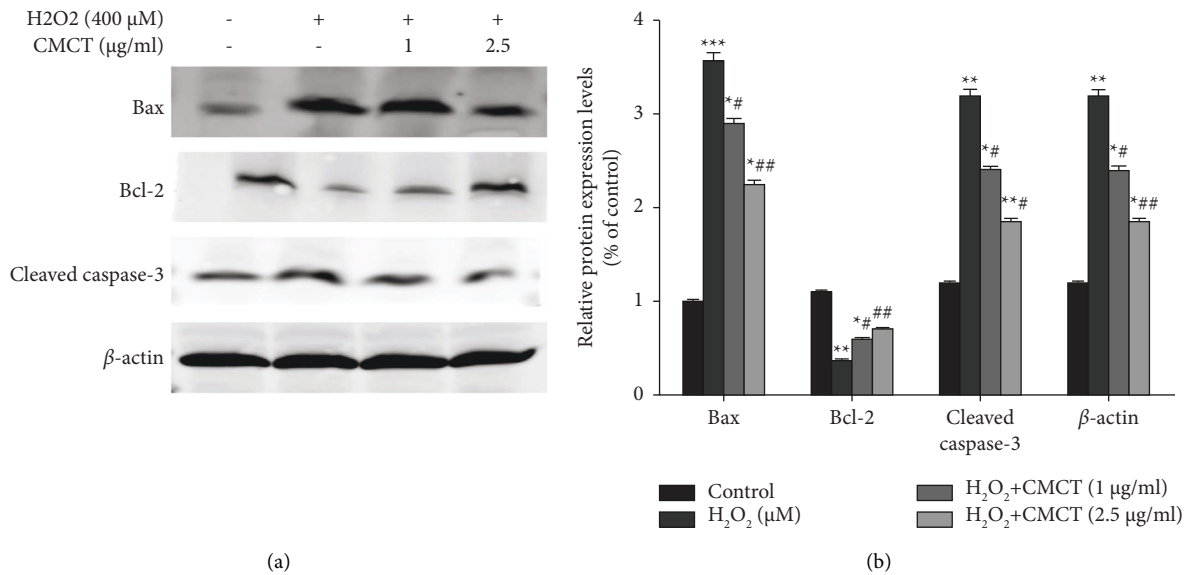 H2O2 (400 µM) - + + +
CMCT (µg/ml) - - 1 2.5
Bax
Bcl-2
Cleaved caspase-3
β-actin
(a)
Relative protein expression levels
(% of control)
4
3
2
1
0
***
*#
*##
**
*#
##
**
*#
**#
**
*#
*##
Bax
Bcl-2
Cleaved
caspase-3
β-actin
Control
H₂O₂ (µM)
H₂O₂+CMCT (1 µg/ml)
H₂O₂+CMCT (2.5 µg/ml)
(b)